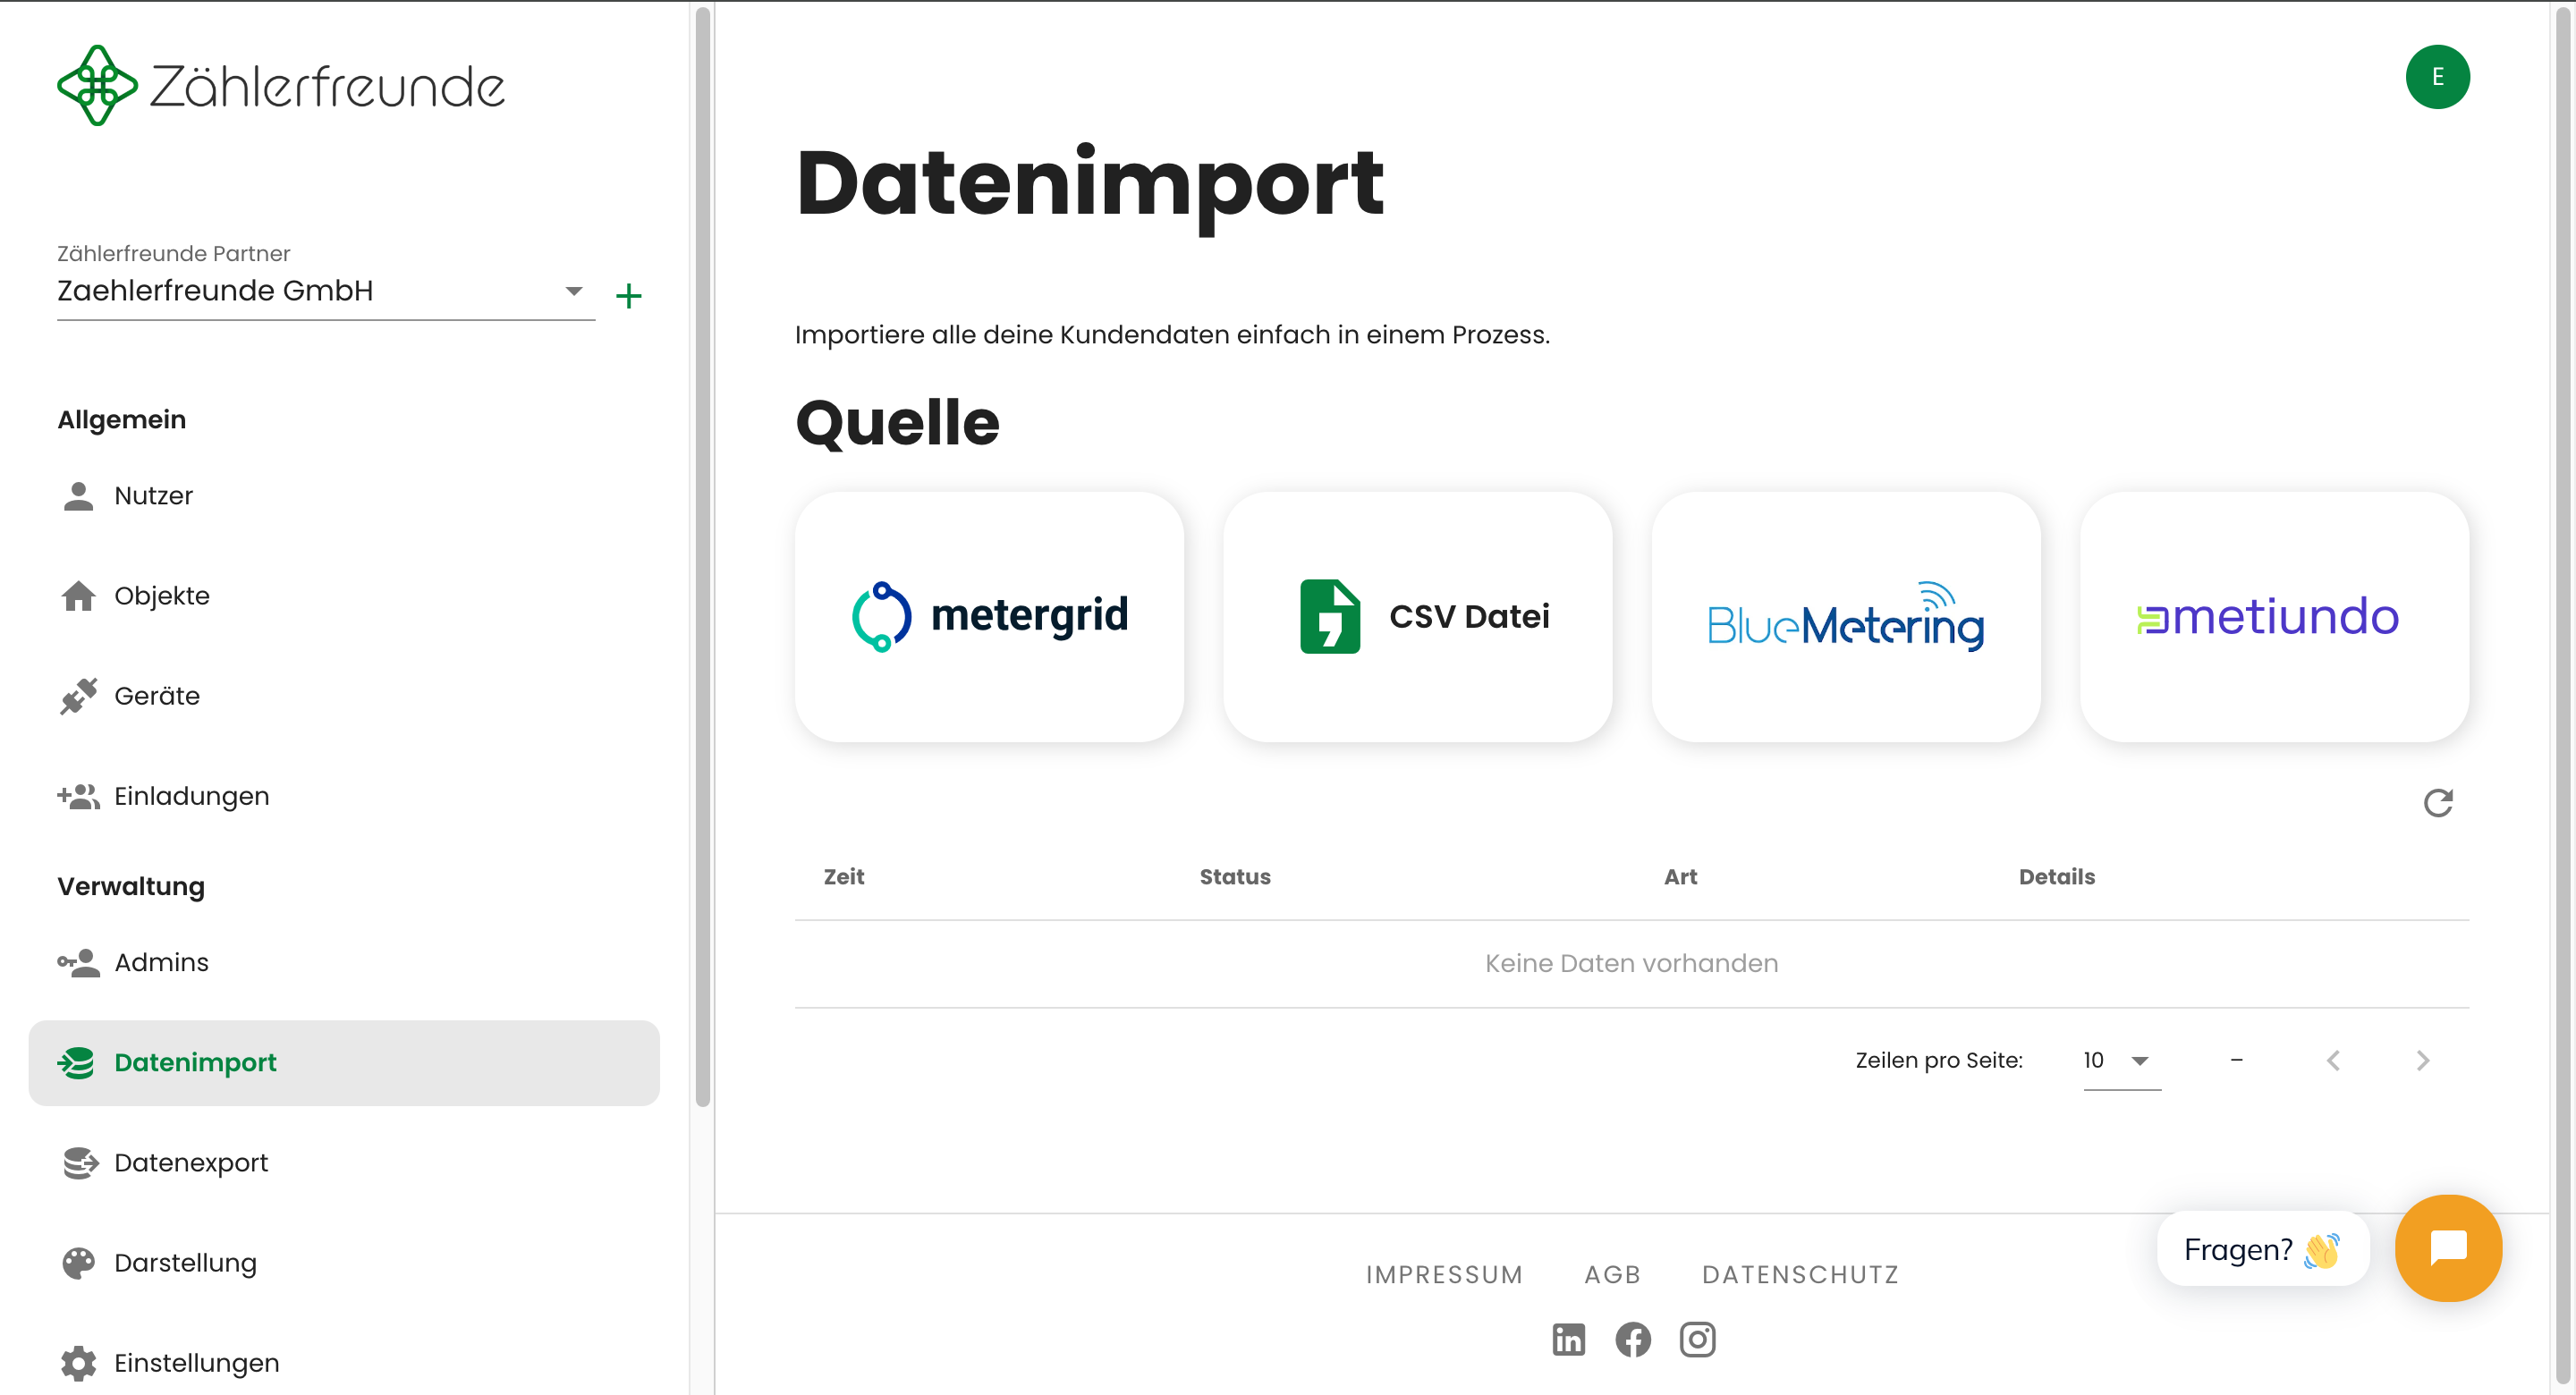 Zählerfreunde
E
Zählerfreunde Partner
Zaehlerfreunde GmbH
Allgemein
Nutzer
Objekte
Geräte
Einladungen
Verwaltung
Admins
Datenimport
Datenexport
Darstellung
Einstellungen
Datenimport
Importiere alle deine Kundendaten einfach in einem Prozess.
Quelle
metergrid
CSV Datei
BlueMetering
metiundo
Zeit Status Art Details
Keine Daten vorhanden
Zeilen pro Seite: 10 –
Fragen? 👋
IMPRESSUM AGB DATENSCHUTZ